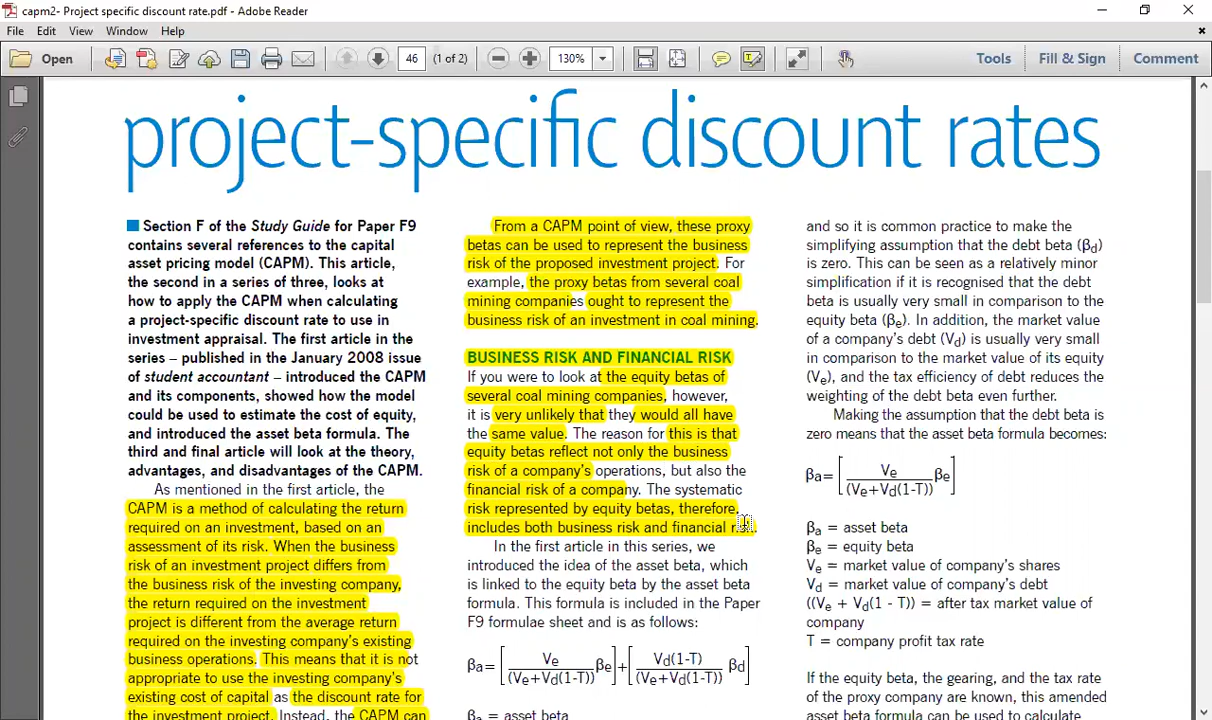 capm2- Project specific discount rate.pdf - Adobe Reader
File Edit View Window Help
Open 46 (1 of 2) 130% Tools Fill & Sign Comment
project-specific discount rates
Section F of the Study Guide for Paper F9
contains several references to the capital
asset pricing model (CAPM). This article,
the second in a series of three, looks at
how to apply the CAPM when calculating
a project-specific discount rate to use in
investment appraisal. The first article in the
series – published in the January 2008 issue
of student accountant – introduced the CAPM
and its components, showed how the model
could be used to estimate the cost of equity,
and introduced the asset beta formula. The
third and final article will look at the theory,
advantages, and disadvantages of the CAPM.
As mentioned in the first article, the
CAPM is a method of calculating the return
required on an investment, based on an
assessment of its risk. When the business
risk of an investment project differs from
the business risk of the investing company,
the return required on the investment
project is different from the average return
required on the investing company's existing
business operations. This means that it is not
appropriate to use the investing company's
existing cost of capital as the discount rate for
the investment project. Instead, the CAPM can
From a CAPM point of view, these proxy
betas can be used to represent the business
risk of the proposed investment project. For
example, the proxy betas from several coal
mining companies ought to represent the
business risk of an investment in coal mining.
BUSINESS RISK AND FINANCIAL RISK
If you were to look at the equity betas of
several coal mining companies, however,
it is very unlikely that they would all have
the same value. The reason for this is that
equity betas reflect not only the business
risk of a company's operations, but also the
financial risk of a company. The systematic
risk represented by equity betas, therefore,
includes both business risk and financial risk.
In the first article in this series, we
introduced the idea of the asset beta, which
is linked to the equity beta by the asset beta
formula. This formula is included in the Paper
F9 formulae sheet and is as follows:
βa= [ Ve / (Ve+Vd(1-T)) βe ] + [ Vd(1-T) / (Ve+Vd(1-T)) βd ]
βa = asset beta
and so it is common practice to make the
simplifying assumption that the debt beta (βd)
is zero. This can be seen as a relatively minor
simplification if it is recognised that the debt
beta is usually very small in comparison to the
equity beta (βe). In addition, the market value
of a company's debt (Vd) is usually very small
in comparison to the market value of its equity
(Ve), and the tax efficiency of debt reduces the
weighting of the debt beta even further.
Making the assumption that the debt beta is
zero means that the asset beta formula becomes:
βa= [ Ve / (Ve+Vd(1-T)) βe ]
βa = asset beta
βe = equity beta
Ve = market value of company's shares
Vd = market value of company's debt
((Ve + Vd(1 - T)) = after tax market value of
company
T = company profit tax rate
If the equity beta, the gearing, and the tax rate
of the proxy company are known, this amended
asset beta formula can be used to calculate